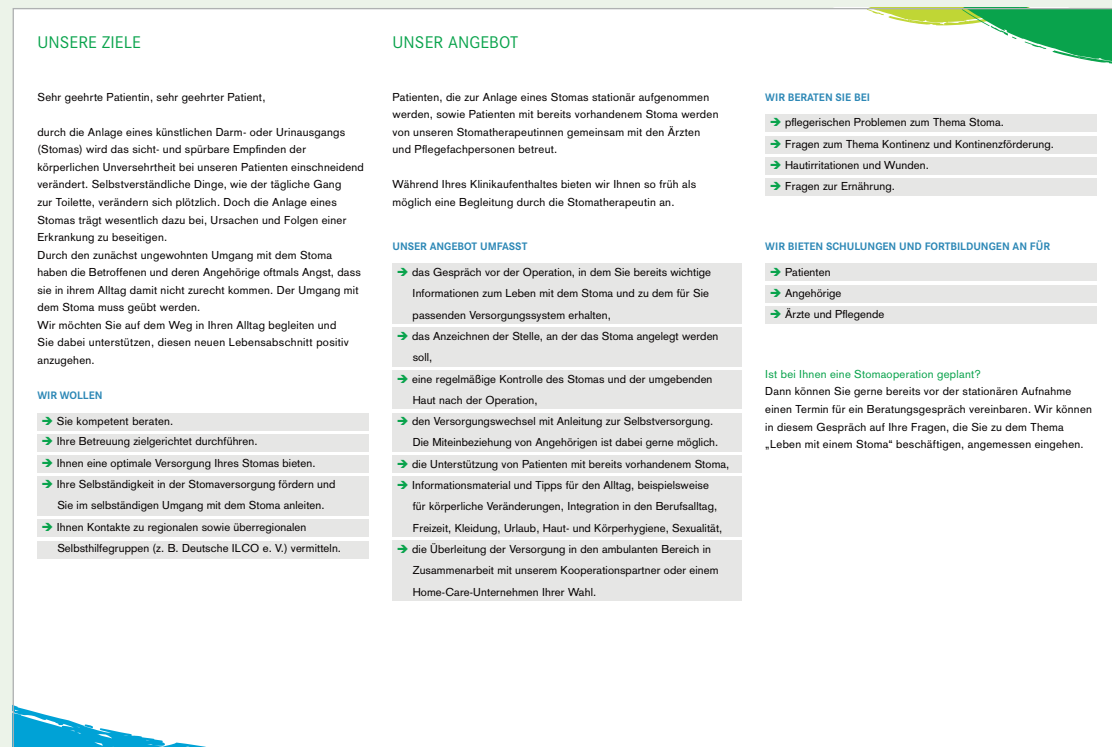 UNSERE ZIELE
Sehr geehrte Patientin, sehr geehrter Patient,
durch die Anlage eines künstlichen Darm- oder Urinausgangs
(Stomas) wird das sicht- und spürbare Empfinden der
körperlichen Unversehrtheit bei unseren Patienten einschneidend
verändert. Selbstverständliche Dinge, wie der tägliche Gang
zur Toilette, verändern sich plötzlich. Doch die Anlage eines
Stomas trägt wesentlich dazu bei, Ursachen und Folgen einer
Erkrankung zu beseitigen.
Durch den zunächst ungewohnten Umgang mit dem Stoma
haben die Betroffenen und deren Angehörige oftmals Angst, dass
sie in ihrem Alltag damit nicht zurecht kommen. Der Umgang mit
dem Stoma muss geübt werden.
Wir möchten Sie auf dem Weg in Ihren Alltag begleiten und
Sie dabei unterstützen, diesen neuen Lebensabschnitt positiv
anzugehen.
WIR WOLLEN
➔ Sie kompetent beraten.
➔ Ihre Betreuung zielgerichtet durchführen.
➔ Ihnen eine optimale Versorgung Ihres Stomas bieten.
➔ Ihre Selbständigkeit in der Stomaversorgung fördern und
Sie im selbständigen Umgang mit dem Stoma anleiten.
➔ Ihnen Kontakte zu regionalen sowie überregionalen
Selbsthilfegruppen (z. B. Deutsche ILCO e. V.) vermitteln.
UNSER ANGEBOT
Patienten, die zur Anlage eines Stomas stationär aufgenommen
werden, sowie Patienten mit bereits vorhandenem Stoma werden
von unseren Stomatherapeutinnen gemeinsam mit den Ärzten
und Pflegefachpersonen betreut.
Während Ihres Klinikaufenthaltes bieten wir Ihnen so früh als
möglich eine Begleitung durch die Stomatherapeutin an.
UNSER ANGEBOT UMFASST
➔ das Gespräch vor der Operation, in dem Sie bereits wichtige
Informationen zum Leben mit dem Stoma und zu dem für Sie
passenden Versorgungssystem erhalten,
➔ das Anzeichnen der Stelle, an der das Stoma angelegt werden
soll,
➔ eine regelmäßige Kontrolle des Stomas und der umgebenden
Haut nach der Operation,
➔ den Versorgungswechsel mit Anleitung zur Selbstversorgung.
Die Miteinbeziehung von Angehörigen ist dabei gerne möglich.
➔ die Unterstützung von Patienten mit bereits vorhandenem Stoma,
➔ Informationsmaterial und Tipps für den Alltag, beispielsweise
für körperliche Veränderungen, Integration in den Berufsalltag,
Freizeit, Kleidung, Urlaub, Haut- und Körperhygiene, Sexualität,
➔ die Überleitung der Versorgung in den ambulanten Bereich in
Zusammenarbeit mit unserem Kooperationspartner oder einem
Home-Care-Unternehmen Ihrer Wahl.
WIR BERATEN SIE BEI
➔ pflegerischen Problemen zum Thema Stoma.
➔ Fragen zum Thema Kontinenz und Kontinenzförderung.
➔ Hautirritationen und Wunden.
➔ Fragen zur Ernährung.
WIR BIETEN SCHULUNGEN UND FORTBILDUNGEN AN FÜR
➔ Patienten
➔ Angehörige
➔ Ärzte und Pflegende
Ist bei Ihnen eine Stomaoperation geplant?
Dann können Sie gerne bereits vor der stationären Aufnahme
einen Termin für ein Beratungsgespräch vereinbaren. Wir können
in diesem Gespräch auf Ihre Fragen, die Sie zu dem Thema
„Leben mit einem Stoma“ beschäftigen, angemessen eingehen.